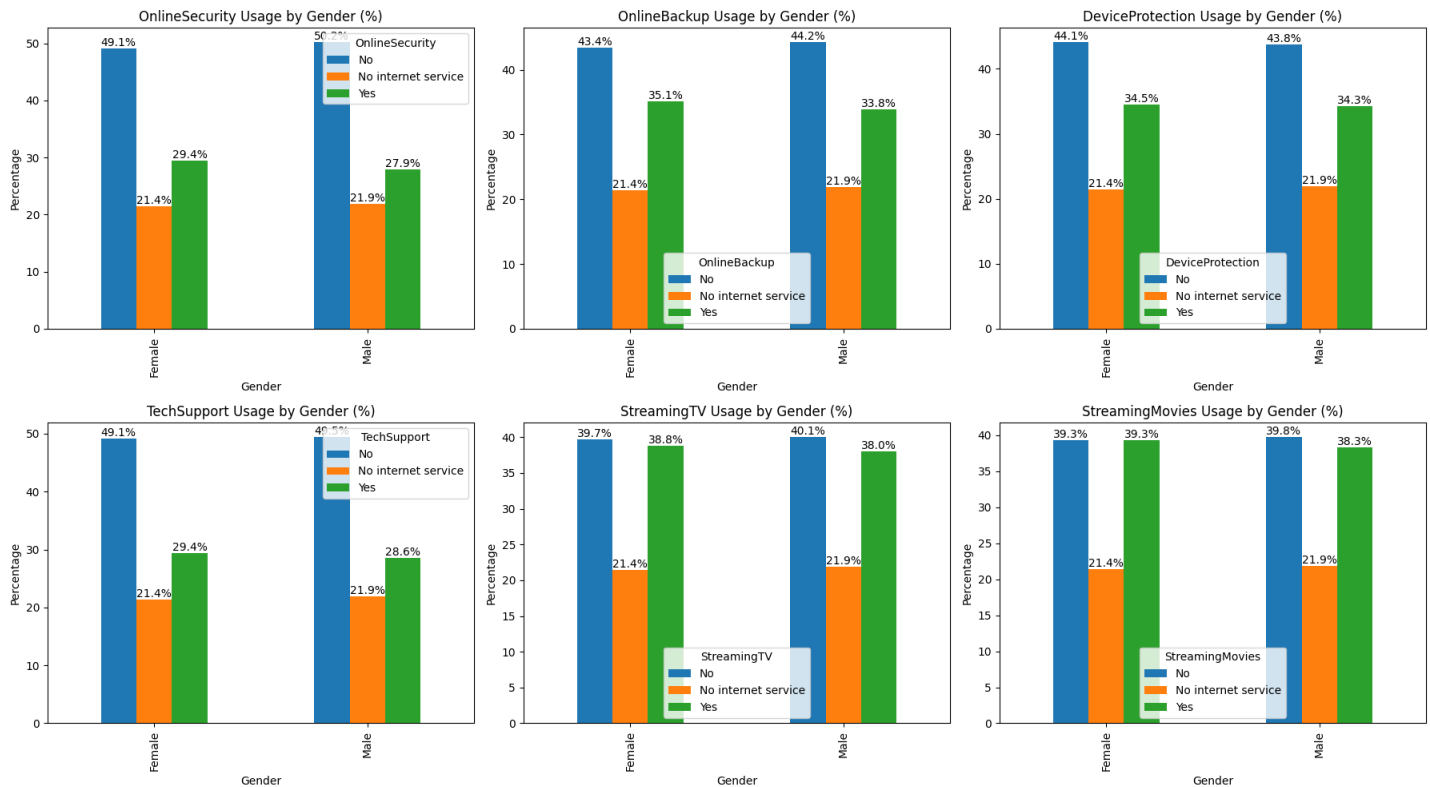 OnlineSecurity Usage by Gender (%)
Percentage
50
40
30
20
10
0
49.1%
21.4%
29.4%
50.2%
21.9%
27.9%
OnlineSecurity
No
No internet service
Yes
Female
Male
Gender
OnlineBackup Usage by Gender (%)
Percentage
40
30
20
10
0
43.4%
21.4%
35.1%
44.2%
21.9%
33.8%
OnlineBackup
No
No internet service
Yes
Female
Male
Gender
DeviceProtection Usage by Gender (%)
Percentage
40
30
20
10
0
44.1%
21.4%
34.5%
43.8%
21.9%
34.3%
DeviceProtection
No
No internet service
Yes
Female
Male
Gender
TechSupport Usage by Gender (%)
Percentage
50
40
30
20
10
0
49.1%
21.4%
29.4%
49.5%
21.9%
28.6%
TechSupport
No
No internet service
Yes
Female
Male
Gender
StreamingTV Usage by Gender (%)
Percentage
40
35
30
25
20
15
10
5
0
39.7%
21.4%
38.8%
40.1%
21.9%
38.0%
StreamingTV
No
No internet service
Yes
Female
Male
Gender
StreamingMovies Usage by Gender (%)
Percentage
40
35
30
25
20
15
10
5
0
39.3%
21.4%
39.3%
39.8%
21.9%
38.3%
StreamingMovies
No
No internet service
Yes
Female
Male
Gender